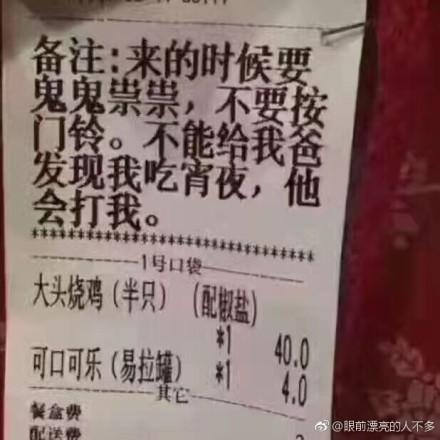 备注:来的时候要
鬼鬼祟祟，不要按
门铃。不能给我爸
发现我吃宵夜，他
会打我。
********************************
1号口袋
大头烧鸡（半只）（配椒盐）
*1 40.0
可口可乐（易拉罐） *1 4.0
其它
餐盒费
配送费
@眼前漂亮的人不多